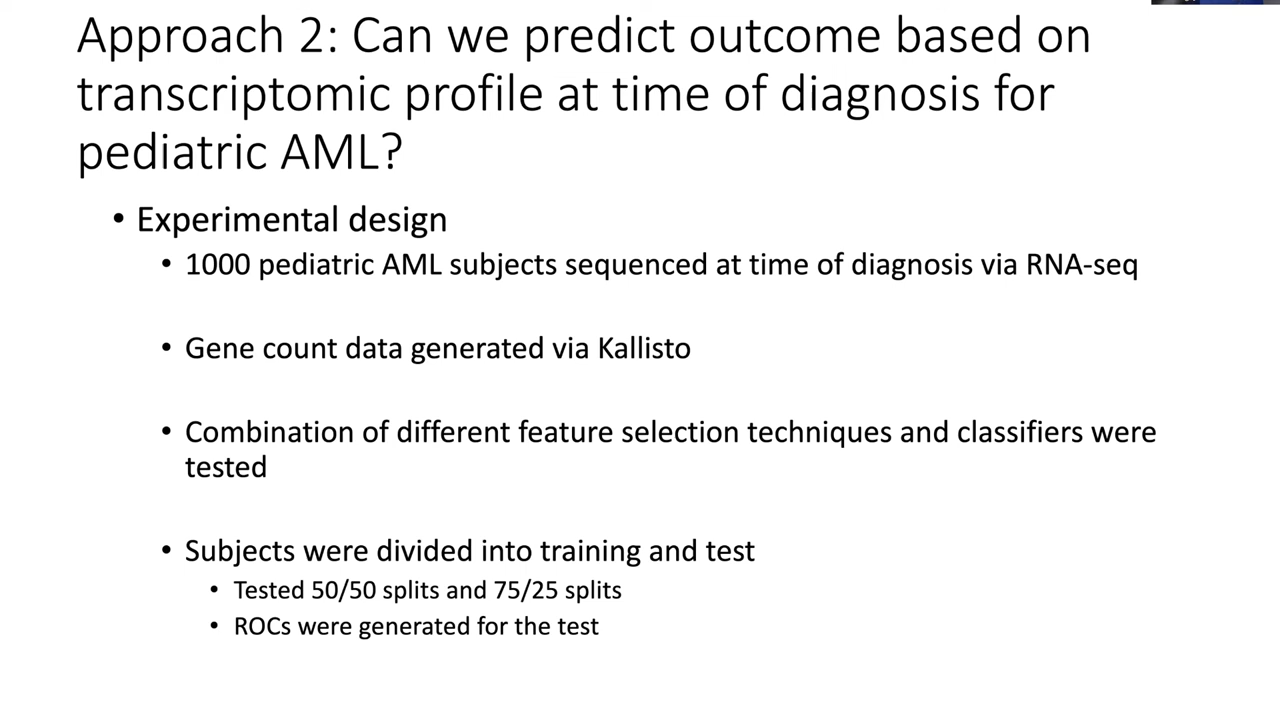 Approach 2: Can we predict outcome based on
transcriptomic profile at time of diagnosis for
pediatric AML?
• Experimental design
• 1000 pediatric AML subjects sequenced at time of diagnosis via RNA-seq
• Gene count data generated via Kallisto
• Combination of different feature selection techniques and classifiers were
tested
• Subjects were divided into training and test
• Tested 50/50 splits and 75/25 splits
• ROCs were generated for the test